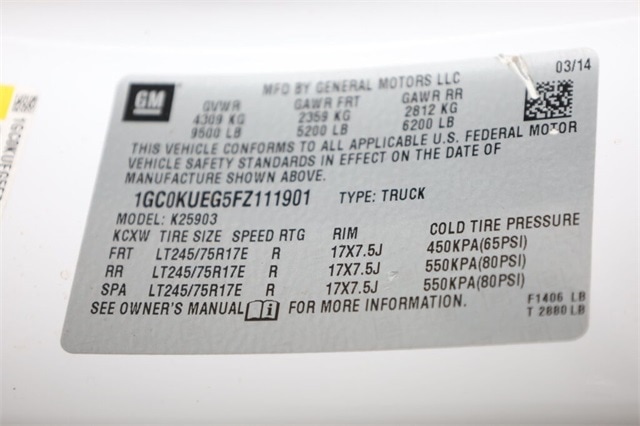 GM
MFD BY GENERAL MOTORS LLC
03/14
GVWR GAWR FRT GAWR RR
4309 KG 2359 KG 2812 KG
9500 LB 5200 LB 6200 LB
THIS VEHICLE CONFORMS TO ALL APPLICABLE U.S. FEDERAL MOTOR
VEHICLE SAFETY STANDARDS IN EFFECT ON THE DATE OF
MANUFACTURE SHOWN ABOVE.
1GC0KUEG5FZ111901 TYPE: TRUCK
MODEL: K25903
KCXW TIRE SIZE SPEED RTG RIM COLD TIRE PRESSURE
FRT LT245/75R17E R 17X7.5J 450KPA(65PSI)
RR LT245/75R17E R 17X7.5J 550KPA(80PSI)
SPA LT245/75R17E R 17X7.5J 550KPA(80PSI)
SEE OWNER'S MANUAL FOR MORE INFORMATION.
F1406 LB
T 2880 LB